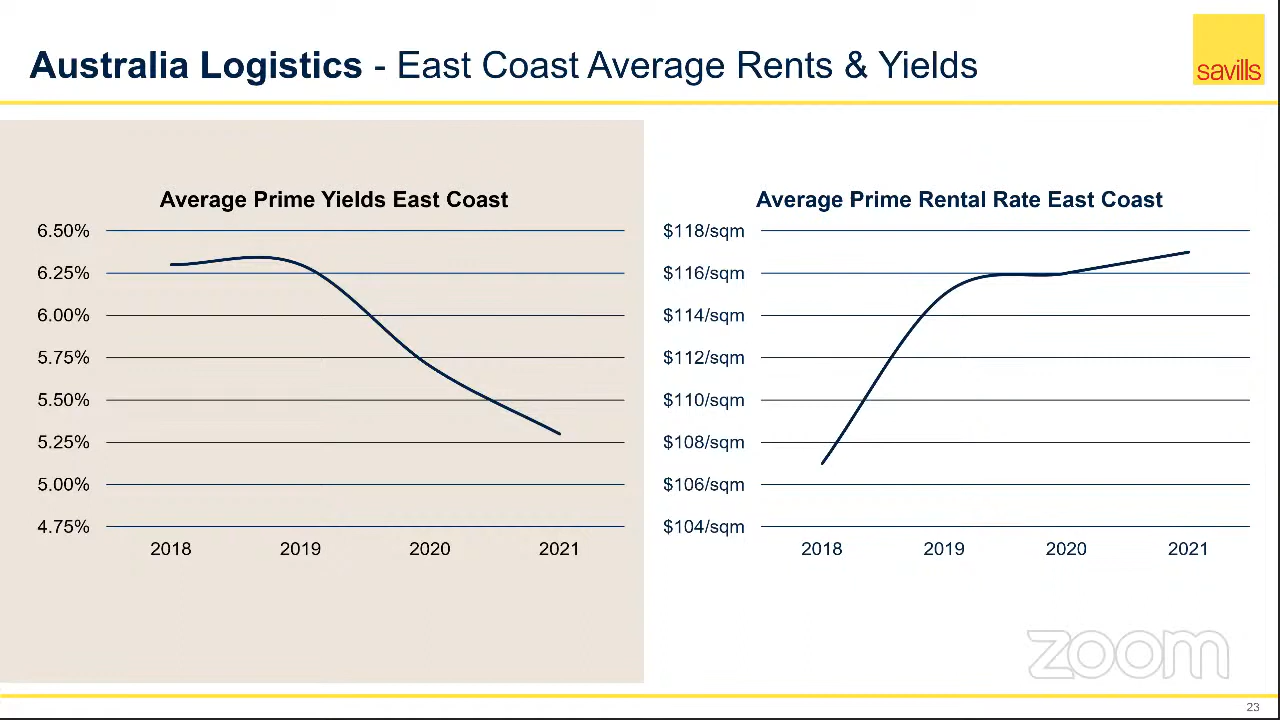 Australia Logistics - East Coast Average Rents & Yields
savills
Average Prime Yields East Coast
6.50%
6.25%
6.00%
5.75%
5.50%
5.25%
5.00%
4.75%
2018 2019 2020 2021
Average Prime Rental Rate East Coast
$118/sqm
$116/sqm
$114/sqm
$112/sqm
$110/sqm
$108/sqm
$106/sqm
$104/sqm
2018 2019 2020 2021
zoom
23